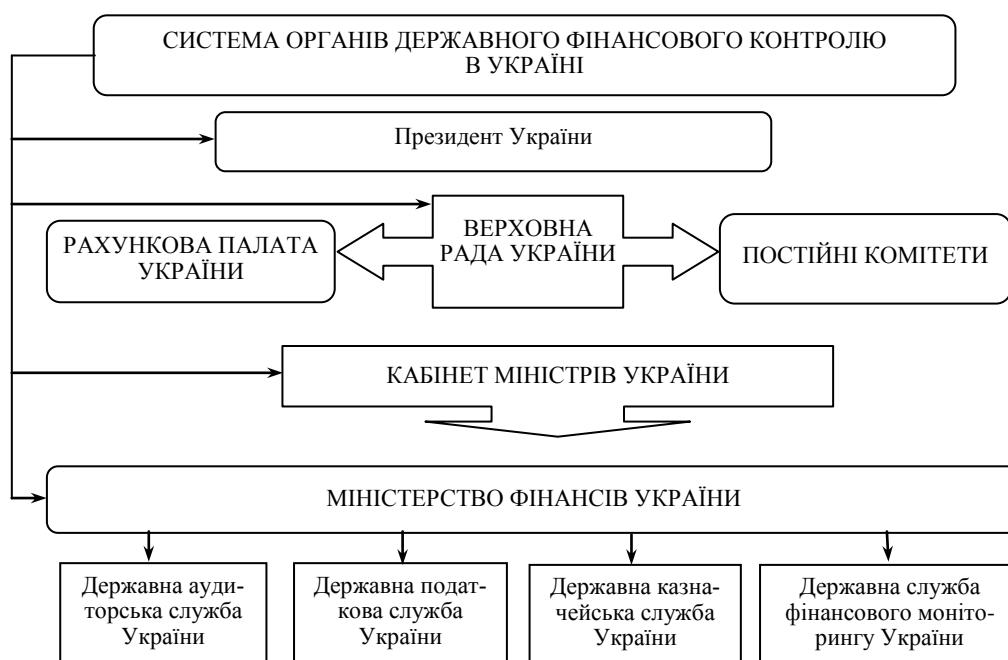 СИСТЕМА ОРГАНІВ ДЕРЖАВНОГО ФІНАНСОВОГО КОНТРОЛЮ
В УКРАЇНІ
Президент України
ВЕРХОВНА
РАДА УКРАЇНИ
РАХУНКОВА ПАЛАТА
УКРАЇНИ
ПОСТІЙНІ КОМІТЕТИ
КАБІНЕТ МІНІСТРІВ УКРАЇНИ
МІНІСТЕРСТВО ФІНАНСІВ УКРАЇНИ
Державна ауди-
торська служба
України
Державна подат-
кова служба
України
Державна казна-
чейська служба
України
Державна служба
фінансового моніто-
рингу України